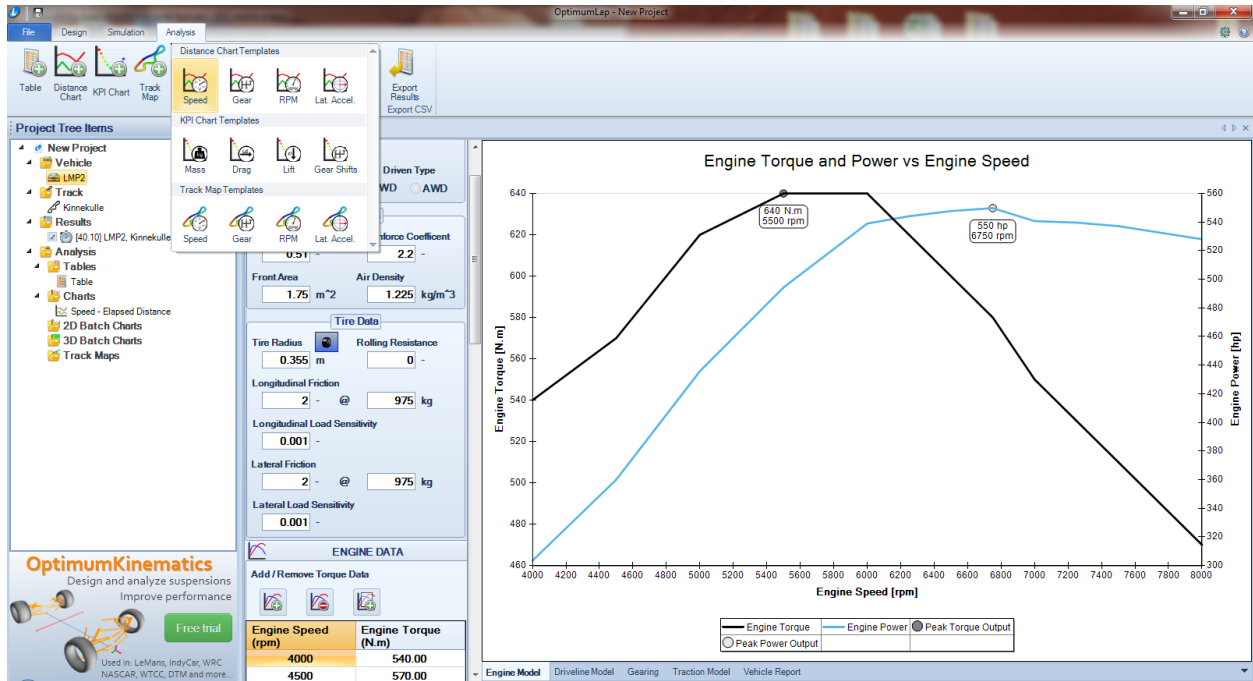 OptimumLap - New Project
File Design Simulation Analysis
Table
Distance Chart
KPI Chart
Track Map
Distance Chart Templates
Speed Gear RPM Lat. Accel.
KPI Chart Templates
Mass Drag Lift Gear Shifts
Track Map Templates
Speed Gear RPM Lat. Accel.
Export Results
Export CSV
Project Tree Items
New Project
Vehicle
LMP2
Track
Kinnekulle
Results
[40.10] LMP2, Kinnekulle
Analysis
Tables
Table
Charts
Speed - Elapsed Distance
2D Batch Charts
3D Batch Charts
Track Maps
OptimumKinematics
Design and analyze suspensions
Improve performance
Free trial
Used in: LeMans, IndyCar, WRC
NASCAR, WTCC, DTM and more...
Driven Type
WD AWD
nforce Coefficent
0.51 - 2.2 -
Front Area Air Density
1.75 m^2 1.225 kg/m^3
Tire Data
Tire Radius Rolling Resistance
0.355 m 0 -
Longitudinal Friction
2 - @ 975 kg
Longitudinal Load Sensitivity
0.001 -
Lateral Friction
2 - @ 975 kg
Lateral Load Sensitivity
0.001 -
ENGINE DATA
Add / Remove Torque Data
Engine Speed (rpm) Engine Torque (N.m)
4000 540.00
4500 570.00
Engine Torque and Power vs Engine Speed
Engine Torque [N.m]
640
620
600
580
560
540
520
500
480
460
640 N.m
5500 rpm
550 hp
6750 rpm
560
540
520
500
480
460
440
420
400
380
360
340
320
300
Engine Power [hp]
4000 4200 4400 4600 4800 5000 5200 5400 5600 5800 6000 6200 6400 6600 6800 7000 7200 7400 7600 7800 8000
Engine Speed [rpm]
Engine Torque Engine Power Peak Torque Output
Peak Power Output
Engine Model Driveline Model Gearing Traction Model Vehicle Report